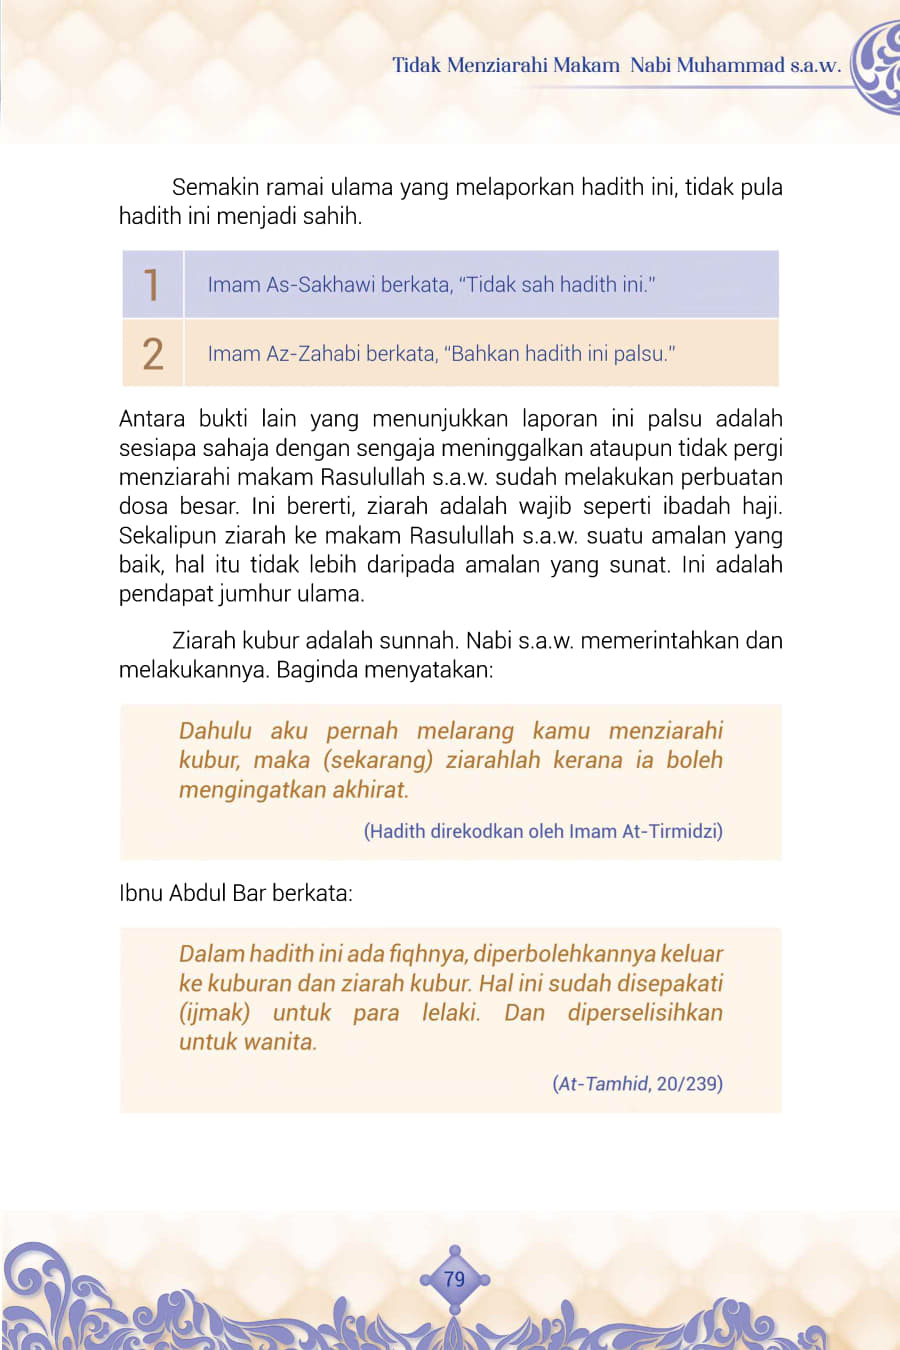 Tidak Menziarahi Makam Nabi Muhammad s.a.w.
Semakin ramai ulama yang melaporkan hadith ini, tidak pula
hadith ini menjadi sahih.
1 Imam As-Sakhawi berkata, “Tidak sah hadith ini.”
2 Imam Az-Zahabi berkata, “Bahkan hadith ini palsu.”
Antara bukti lain yang menunjukkan laporan ini palsu adalah
sesiapa sahaja dengan sengaja meninggalkan ataupun tidak pergi
menziarahi makam Rasulullah s.a.w. sudah melakukan perbuatan
dosa besar. Ini bererti, ziarah adalah wajib seperti ibadah haji.
Sekalipun ziarah ke makam Rasulullah s.a.w. suatu amalan yang
baik, hal itu tidak lebih daripada amalan yang sunat. Ini adalah
pendapat jumhur ulama.
Ziarah kubur adalah sunnah. Nabi s.a.w. memerintahkan dan
melakukannya. Baginda menyatakan:
Dahulu aku pernah melarang kamu menziarahi
kubur, maka (sekarang) ziarahlah kerana ia boleh
mengingatkan akhirat.
(Hadith direkodkan oleh Imam At-Tirmidzi)
Ibnu Abdul Bar berkata:
Dalam hadith ini ada fiqhnya, diperbolehkannya keluar
ke kuburan dan ziarah kubur. Hal ini sudah disepakati
(ijmak) untuk para lelaki. Dan diperselisihkan
untuk wanita.
(At-Tamhid, 20/239)
79